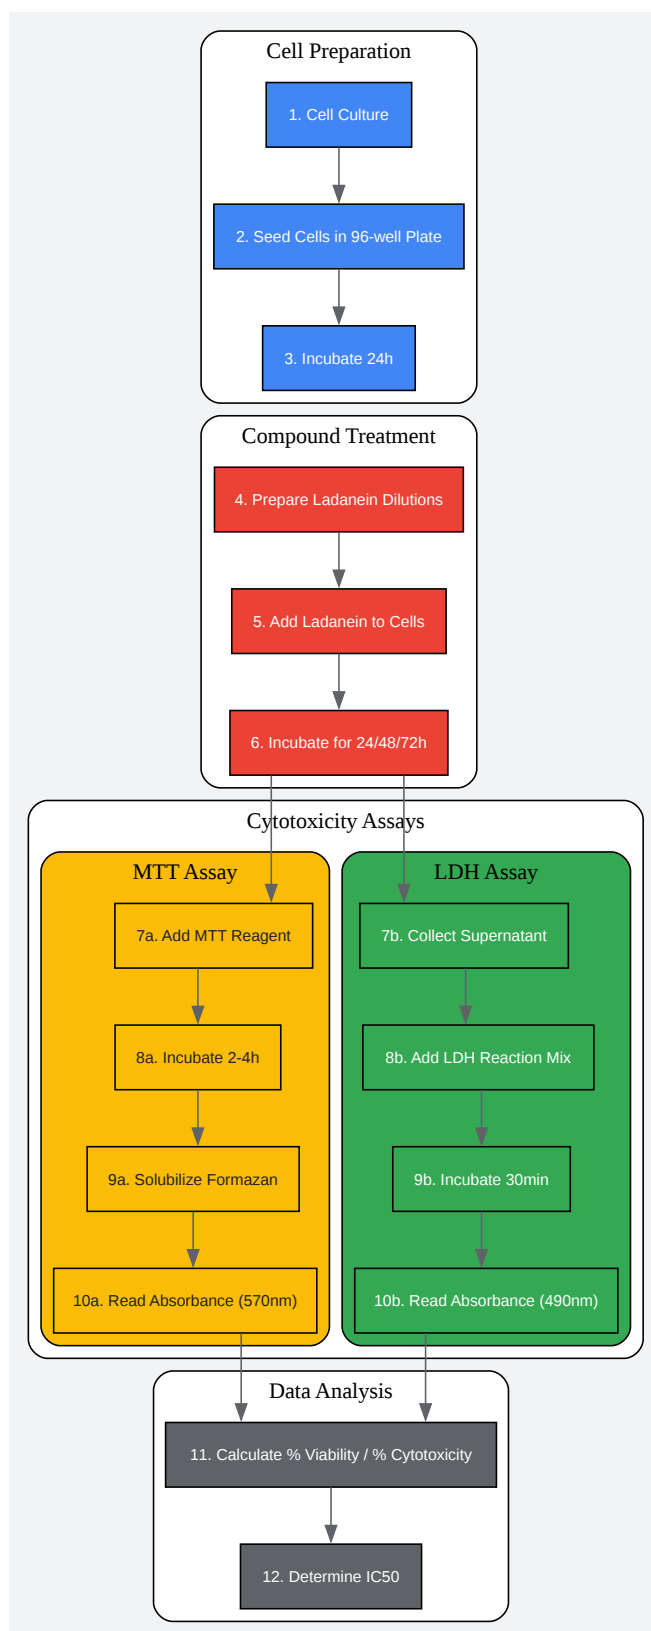 Cell Preparation
1. Cell Culture
2. Seed Cells in 96-well Plate
3. Incubate 24h
Compound Treatment
4. Prepare Ladanein Dilutions
5. Add Ladanein to Cells
6. Incubate for 24/48/72h
Cytotoxicity Assays
MTT Assay
7a. Add MTT Reagent
8a. Incubate 2-4h
9a. Solubilize Formazan
10a. Read Absorbance (570nm)
LDH Assay
7b. Collect Supernatant
8b. Add LDH Reaction Mix
9b. Incubate 30min
10b. Read Absorbance (490nm)
Data Analysis
11. Calculate % Viability / % Cytotoxicity
12. Determine IC50